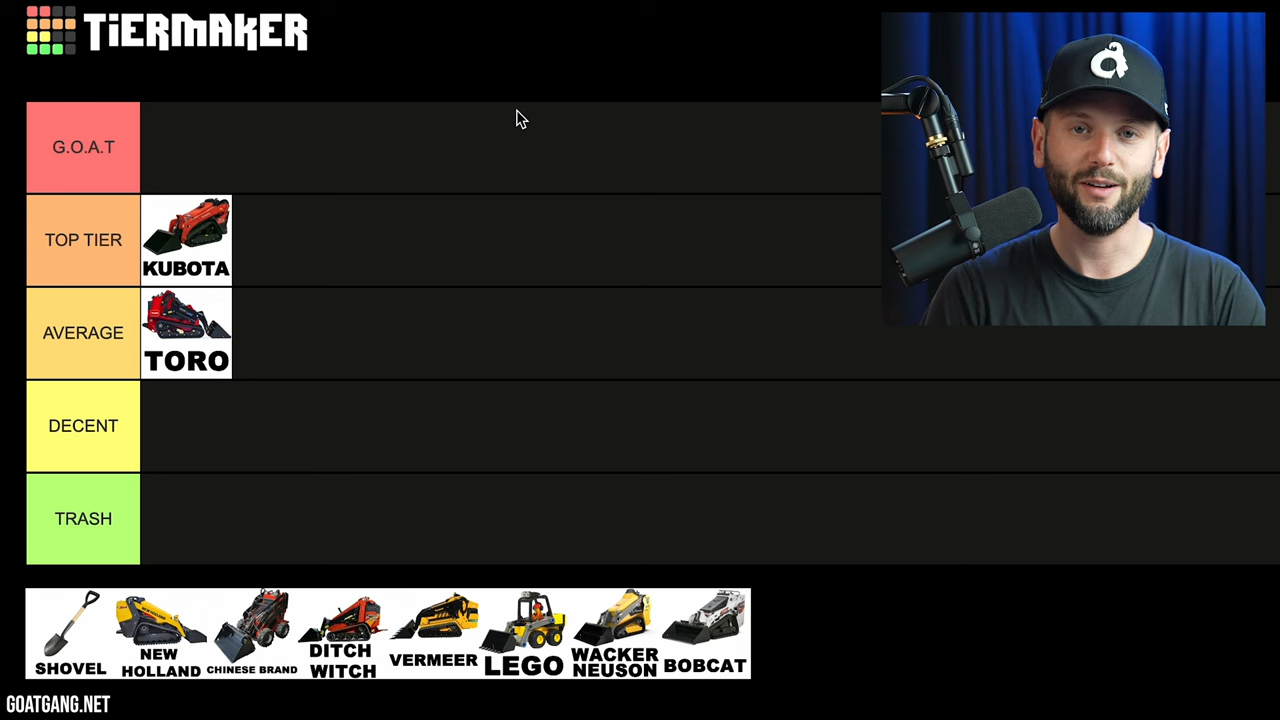 TiERMAKER
G.O.A.T
TOP TIER
KUBOTA
AVERAGE
TORO
DECENT
TRASH
SHOVEL
NEW
HOLLAND
CHINESE BRAND
DITCH
WITCH
VERMEER
LEGO
WACKER
NEUSON
BOBCAT
GOATGANG.NET